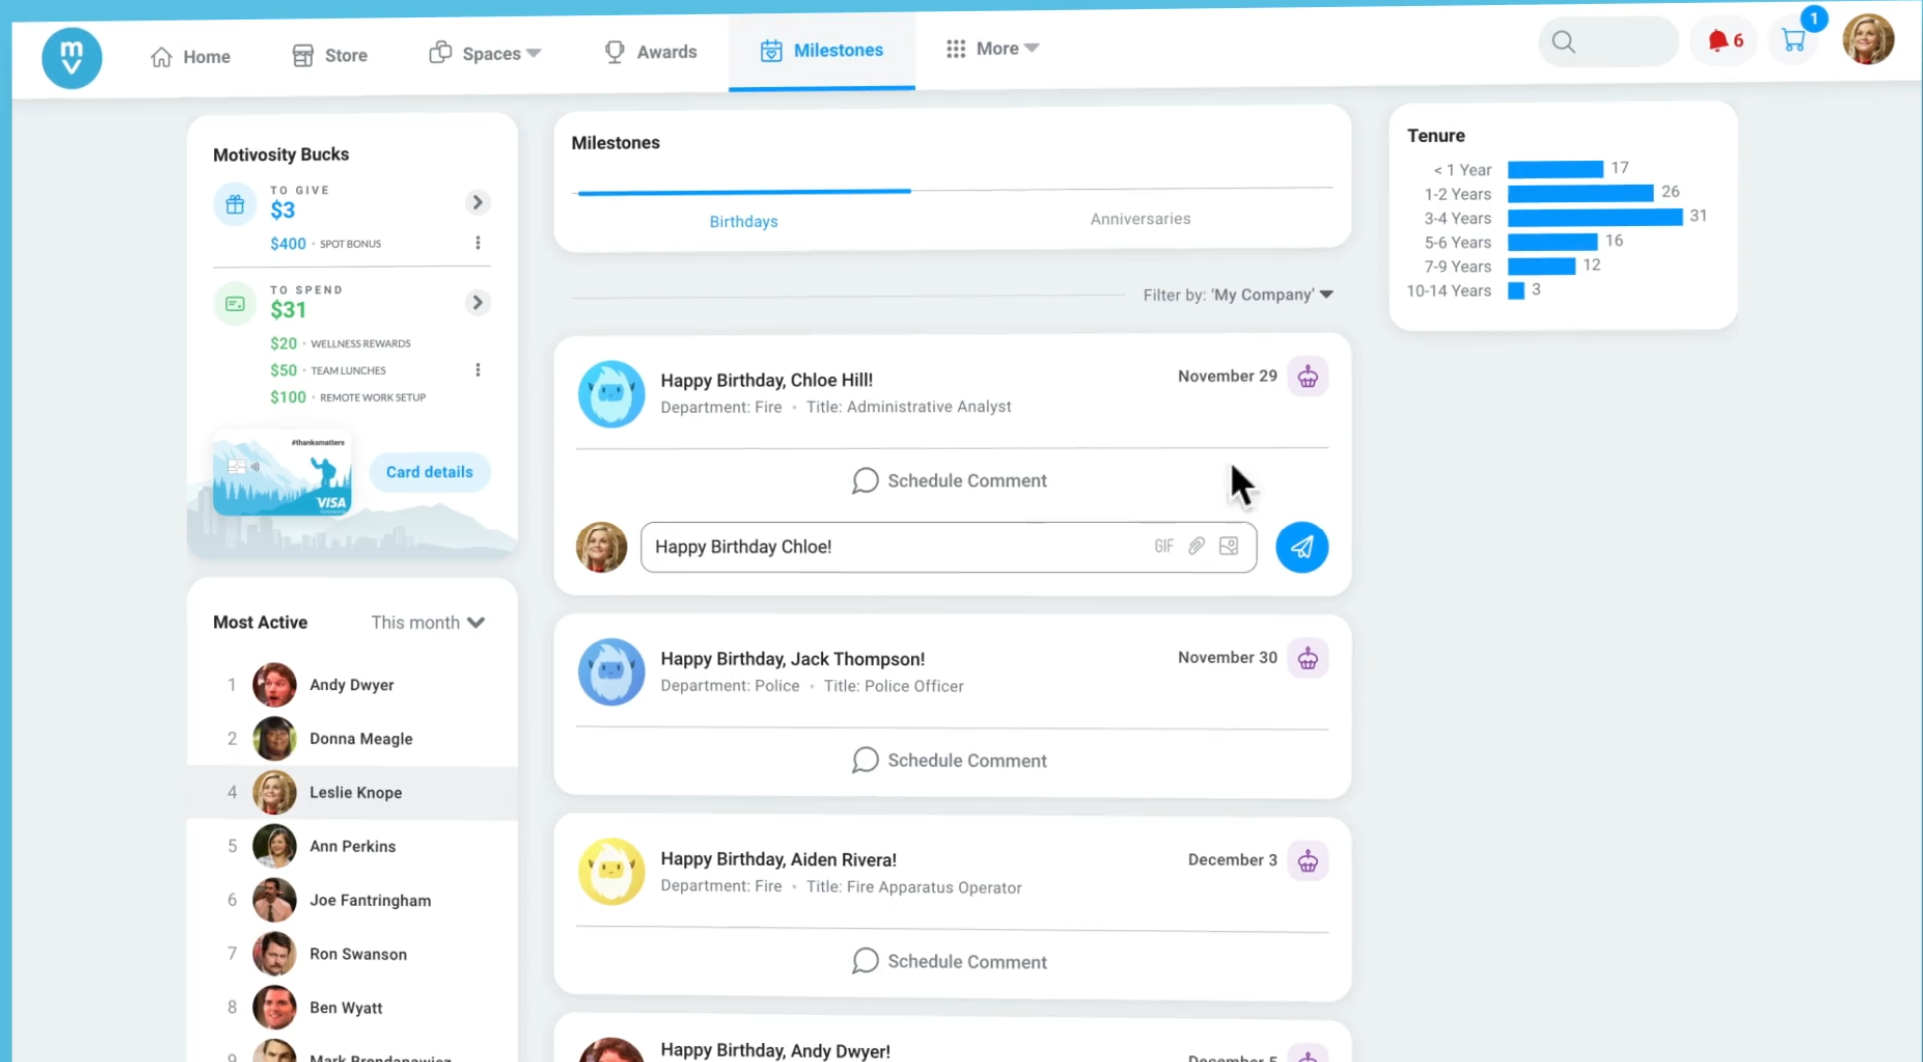 mv
Home
Store
Spaces
Awards
Milestones
More
6
1
Motivosity Bucks
TO GIVE
$3
$400 · SPOT BONUS
TO SPEND
$31
$20 · WELLNESS REWARDS
$50 · TEAM LUNCHES
$100 · REMOTE WORK SETUP
#thanksmatters
VISA
Card details
Most Active
This month
1 Andy Dwyer
2 Donna Meagle
4 Leslie Knope
5 Ann Perkins
6 Joe Fantringham
7 Ron Swanson
8 Ben Wyatt
9 Mark Brendanawicz
Milestones
Birthdays
Anniversaries
Filter by: 'My Company'
Happy Birthday, Chloe Hill!
November 29
Department: Fire · Title: Administrative Analyst
Schedule Comment
Happy Birthday Chloe!
GIF
Happy Birthday, Jack Thompson!
November 30
Department: Police · Title: Police Officer
Schedule Comment
Happy Birthday, Aiden Rivera!
December 3
Department: Fire · Title: Fire Apparatus Operator
Schedule Comment
Happy Birthday, Andy Dwyer!
December 5
Tenure
< 1 Year 17
1-2 Years 26
3-4 Years 31
5-6 Years 16
7-9 Years 12
10-14 Years 3